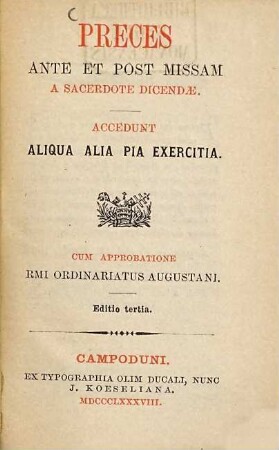 PRECES
ANTE ET POST MISSAM
A SACERDOTE DICENDÆ.
ACCEDUNT
ALIQUA ALIA PIA EXERCITIA.
CUM APPROBATIONE
RMI ORDINARIATUS AUGUSTANI.
Editio tertia.
CAMPODUNI.
EX TYPOGRAPHIA OLIM DUCALI, NUNC
J. KOESELIANA.
MDCCCLXXXVIII.